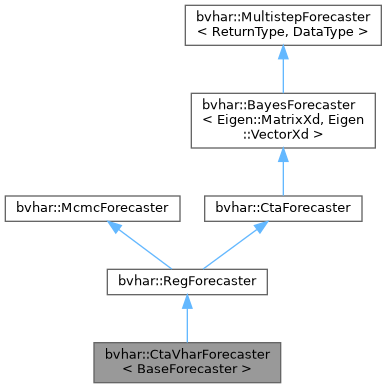 bvhar::MultistepForecaster
< ReturnType, DataType >
bvhar::BayesForecaster
< Eigen::MatrixXd, Eigen
::VectorXd >
bvhar::McmcForecaster
bvhar::CtaForecaster
bvhar::RegForecaster
bvhar::CtaVharForecaster
< BaseForecaster >